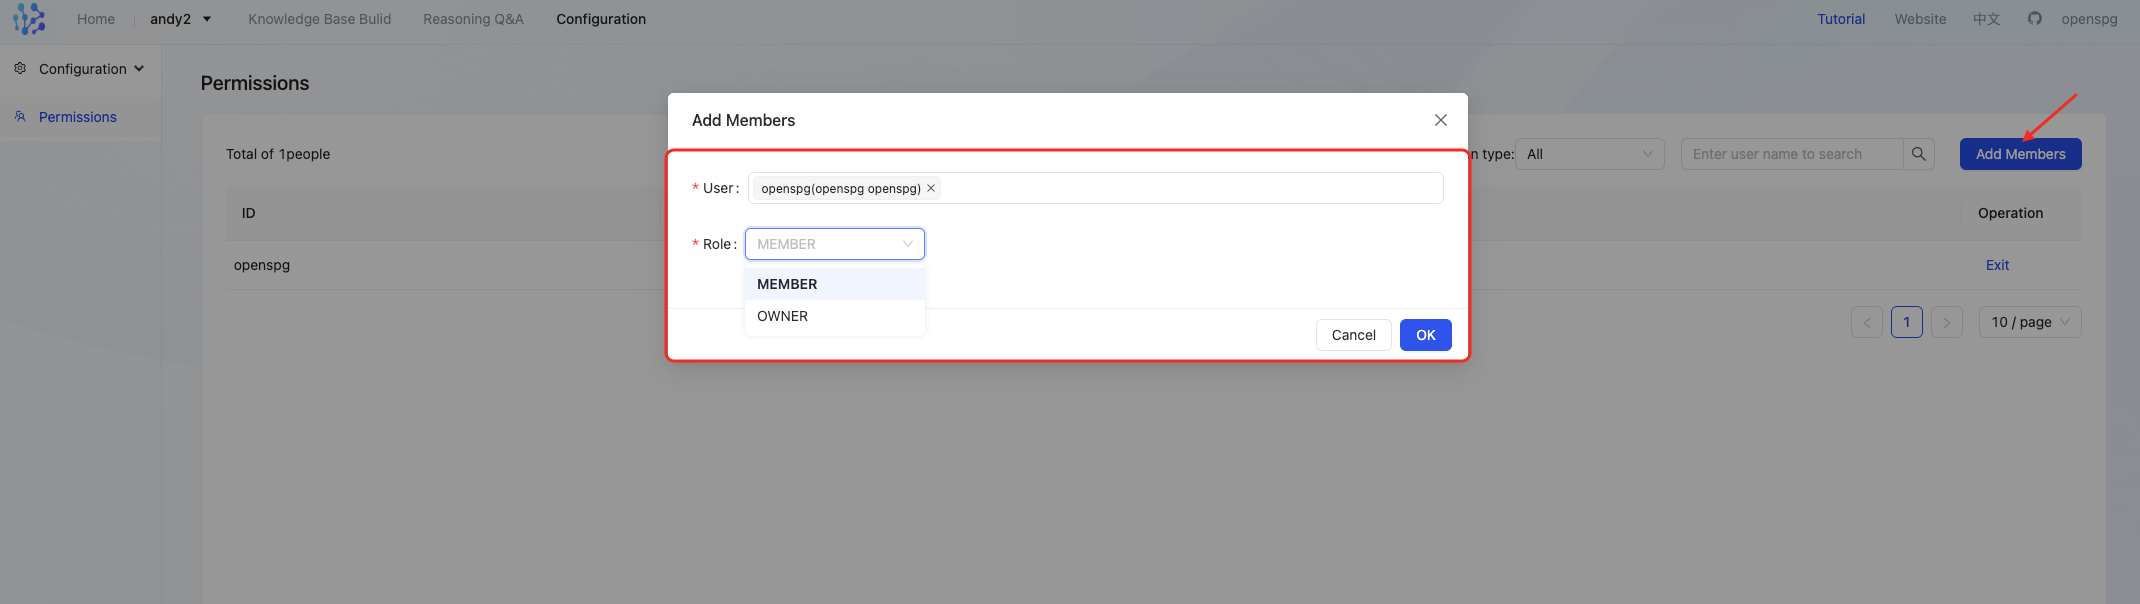 Home andy2 Knowledge Base Bulid Reasoning Q&A Configuration Tutorial Website 中文 openspg
Configuration
Permissions
Permissions
Total of 1people
n type: All
Enter user name to search
Add Members
ID
Operation
openspg
Exit
1
10 / page
Add Members
* User : openspg(openspg openspg)
* Role : MEMBER
MEMBER
OWNER
Cancel OK